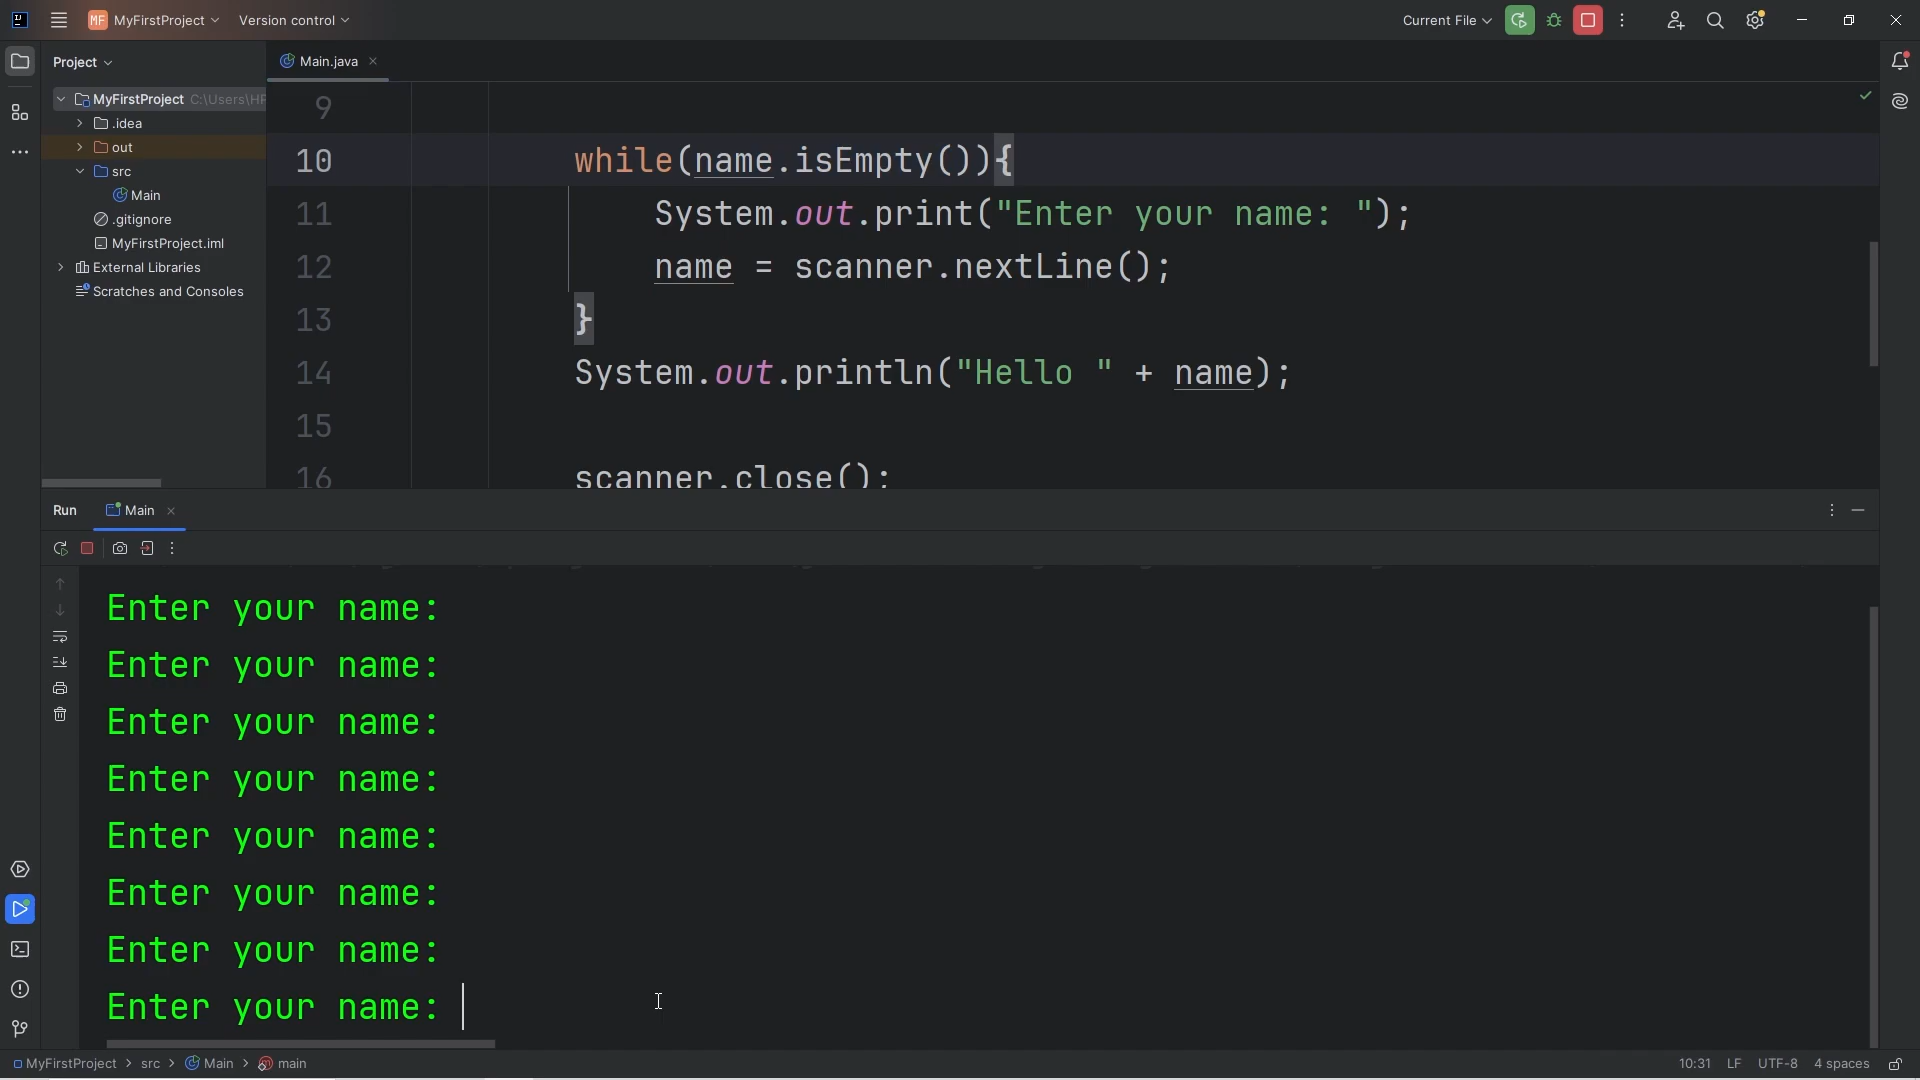 MF MyFirstProject Version control Current File
Project
Main.java
MyFirstProject C:\Users\HP
.idea
out
src
Main
.gitignore
MyFirstProject.iml
External Libraries
Scratches and Consoles
9
10 while(name.isEmpty()){
11 System.out.print("Enter your name: ");
12 name = scanner.nextLine();
13 }
14 System.out.println("Hello " + name);
15
16 scanner.close();
Run Main
Enter your name:
Enter your name:
Enter your name:
Enter your name:
Enter your name:
Enter your name:
Enter your name:
Enter your name:
MyFirstProject > src > Main > main 10:31 LF UTF-8 4 spaces